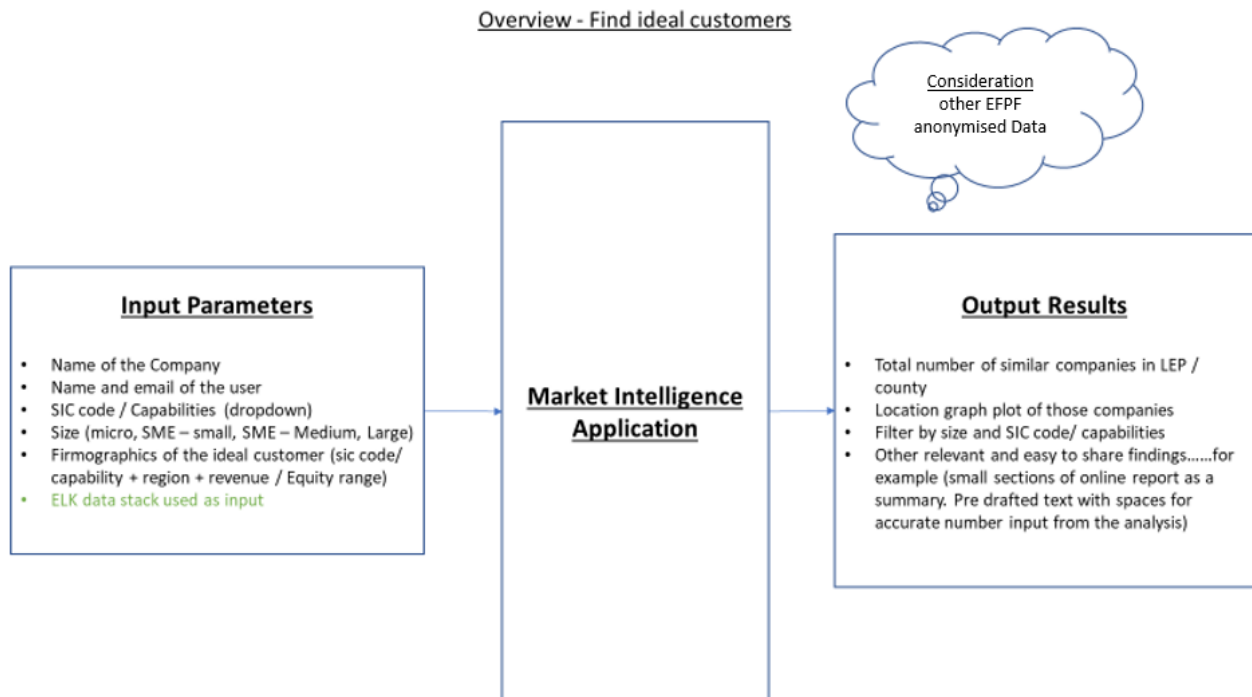 Overview - Find ideal customers
Consideration
other EFPF
anonymised Data
Input Parameters
• Name of the Company
• Name and email of the user
• SIC code / Capabilities (dropdown)
• Size (micro, SME – small, SME – Medium, Large)
• Firmographics of the ideal customer (sic code/
capability + region + revenue / Equity range)
• ELK data stack used as input
Market Intelligence
Application
Output Results
• Total number of similar companies in LEP /
county
• Location graph plot of those companies
• Filter by size and SIC code/ capabilities
• Other relevant and easy to share findings……for
example (small sections of online report as a
summary. Pre drafted text with spaces for
accurate number input from the analysis)